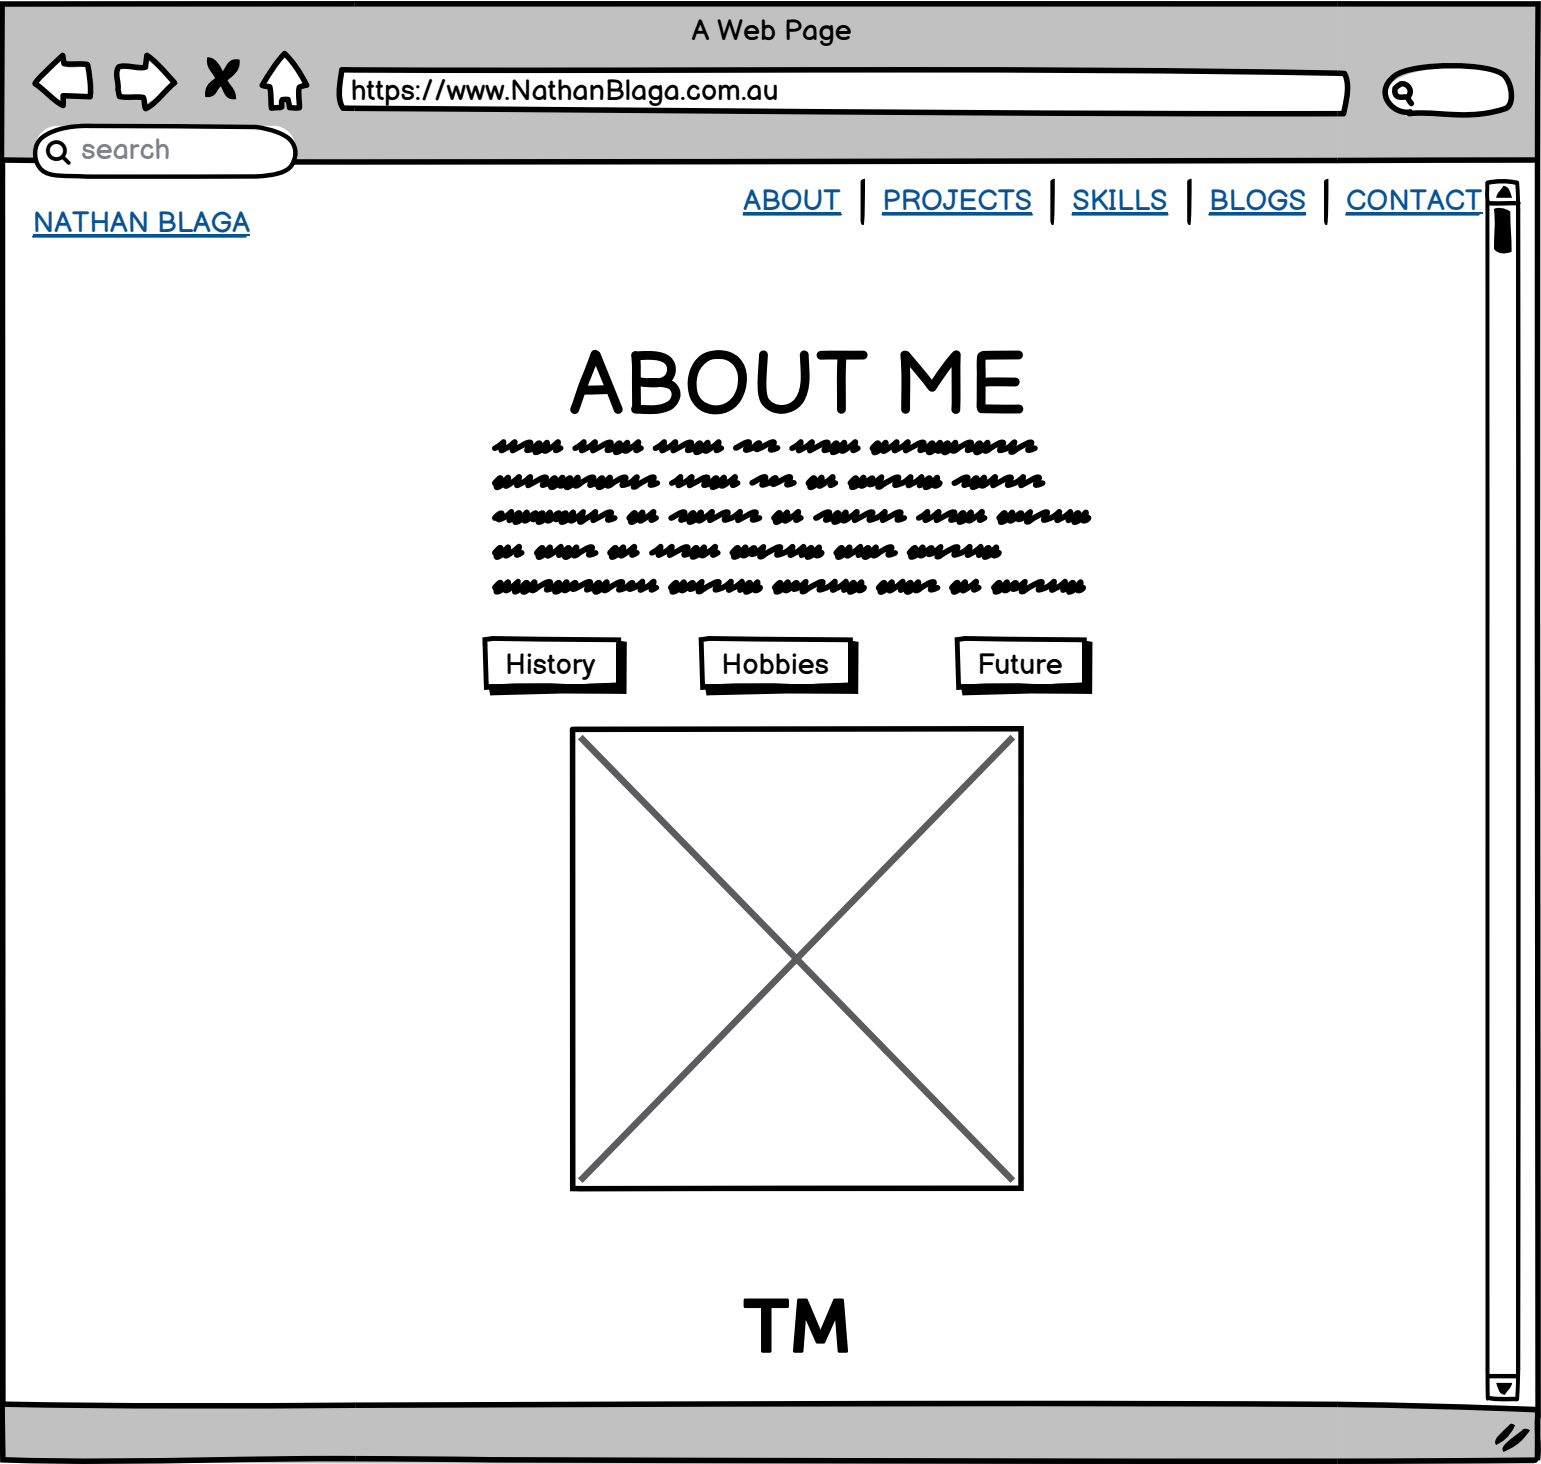 A Web Page
https://www.NathanBlaga.com.au
search
ABOUT | PROJECTS | SKILLS | BLOGS | CONTACT
NATHAN BLAGA
ABOUT ME
History
Hobbies
Future
TM